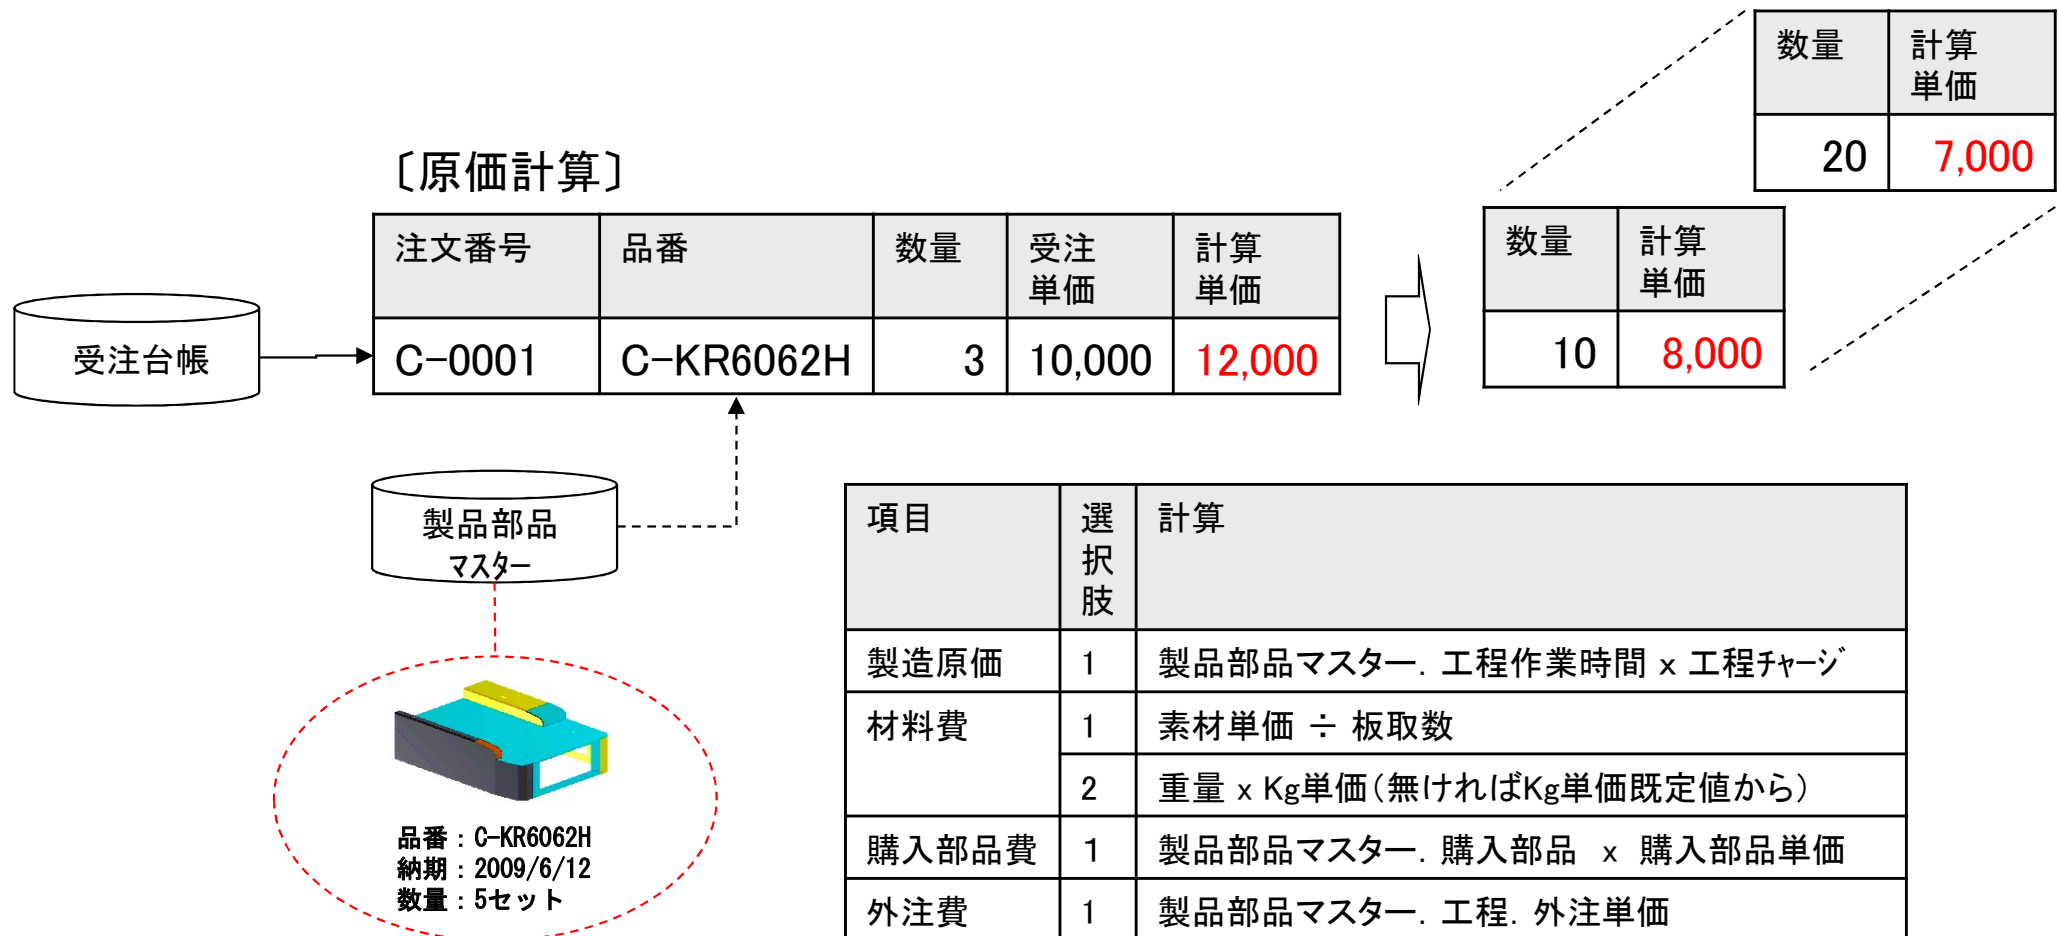 数量 計算単価
20 7,000
〔原価計算〕
注文番号 品番 数量 受注単価 計算単価
C-0001 C-KR6062H 3 10,000 12,000
数量 計算単価
10 8,000
受注台帳
製品部品
マスター
品番：C-KR6062H
納期：2009/6/12
数量：5セット
項目 選択肢 計算
製造原価 1 製品部品マスター．工程作業時間 x 工程ﾁｬｰｼﾞ
材料費 1 素材単価 ÷ 板取数
2 重量 x Kg単価（無ければKg単価既定値から）
購入部品費 1 製品部品マスター．購入部品 x 購入部品単価
外注費 1 製品部品マスター．工程．外注単価